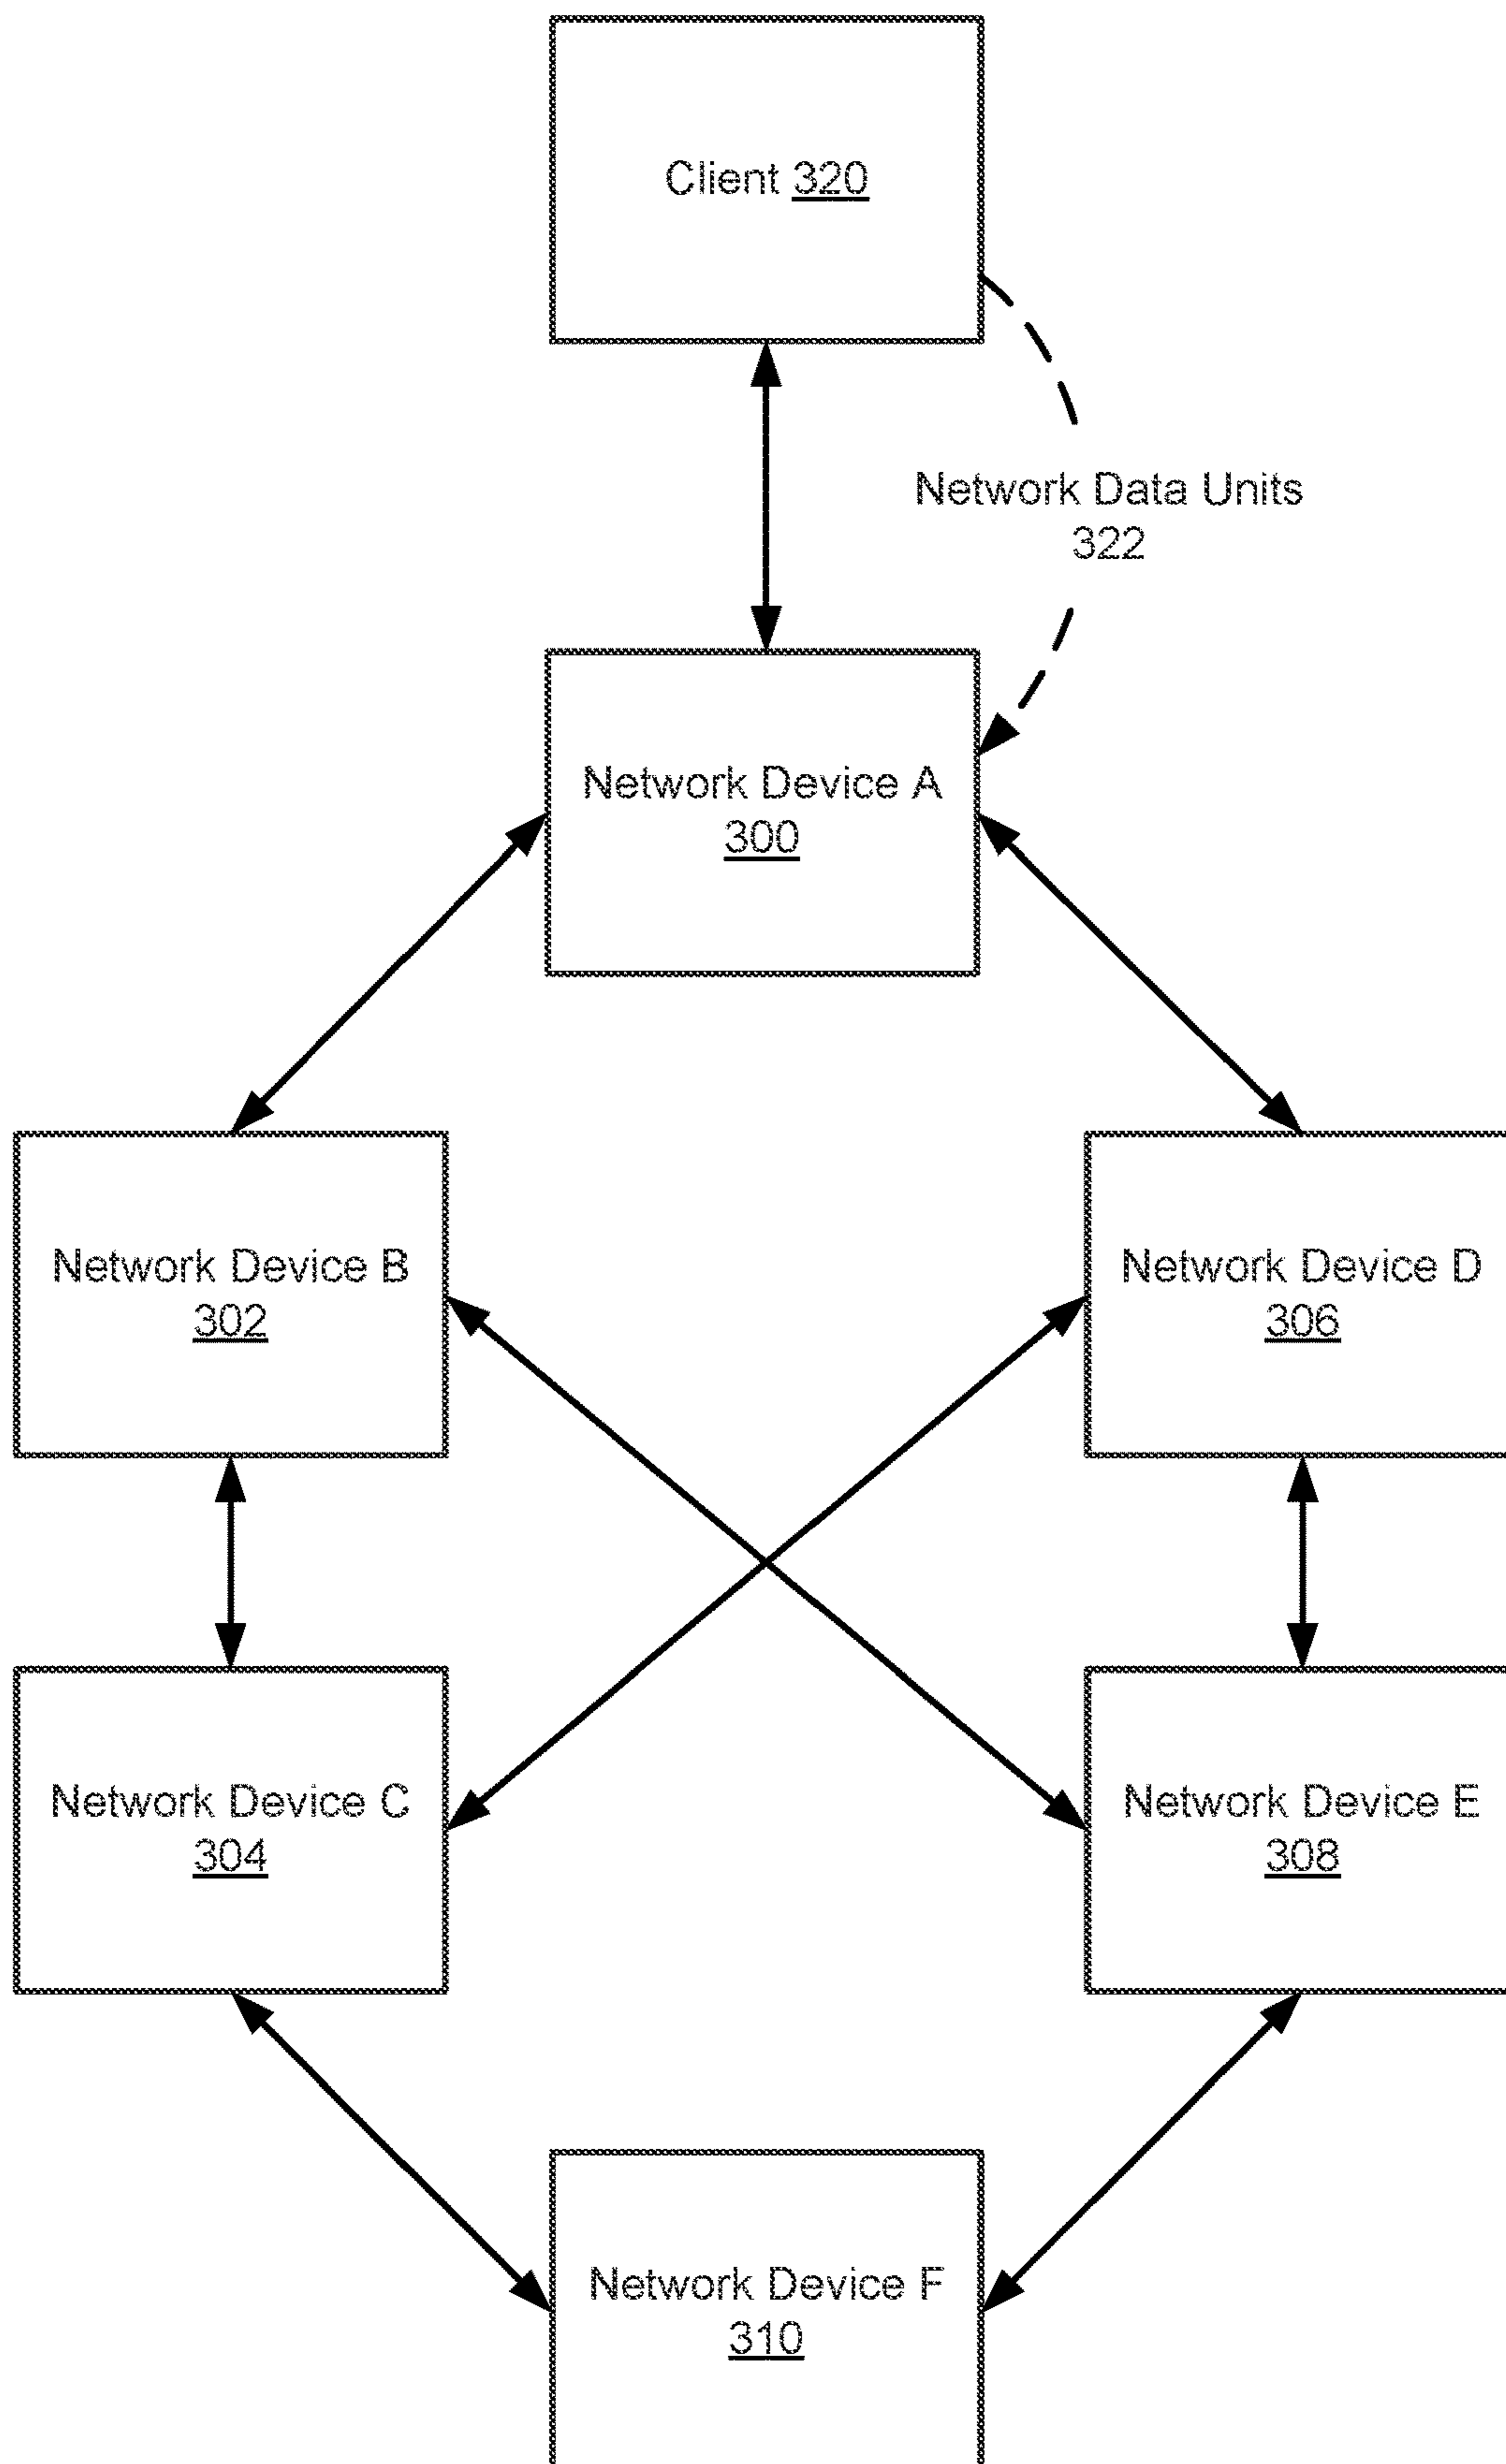 Client 320
Network Data Units
322
Network Device A
300
Network Device B
302
Network Device D
306
Network Device C
304
Network Device E
308
Network Device F
310